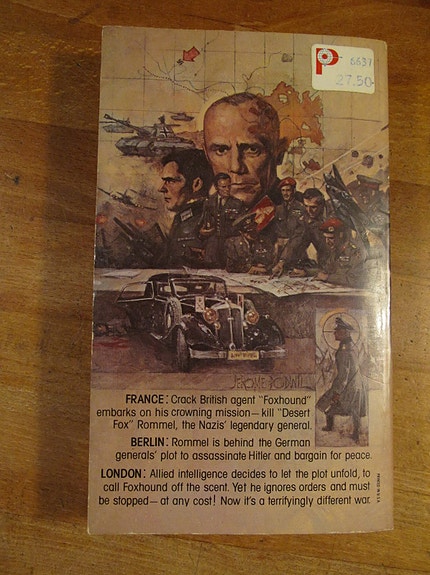 P 6637
27.50
JEROME PODWIL
FRANCE: Crack British agent "Foxhound"
embarks on his crowning mission—kill "Desert
Fox" Rommel, the Nazis' legendary general.
BERLIN: Rommel is behind the German
generals' plot to assassinate Hitler and bargain for peace.
LONDON: Allied intelligence decides to let the plot unfold, to
call Foxhound off the scent. Yet he ignores orders and must
be stopped—at any cost! Now it's a terrifyingly different war.